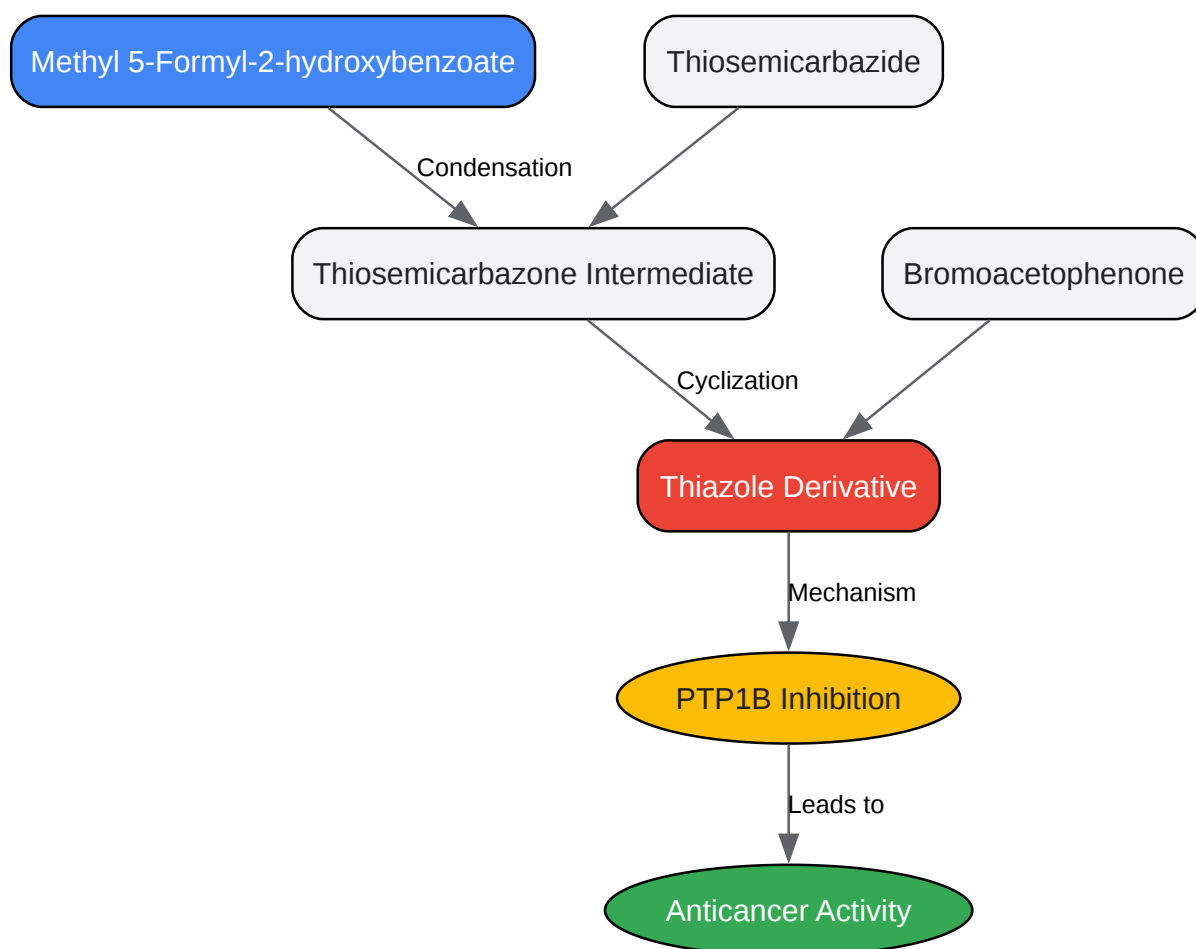 Methyl 5-Formyl-2-hydroxybenzoate
Thiosemicarbazide
Condensation
Thiosemicarbazone Intermediate
Bromoacetophenone
Cyclization
Thiazole Derivative
Mechanism
PTP1B Inhibition
Leads to
Anticancer Activity